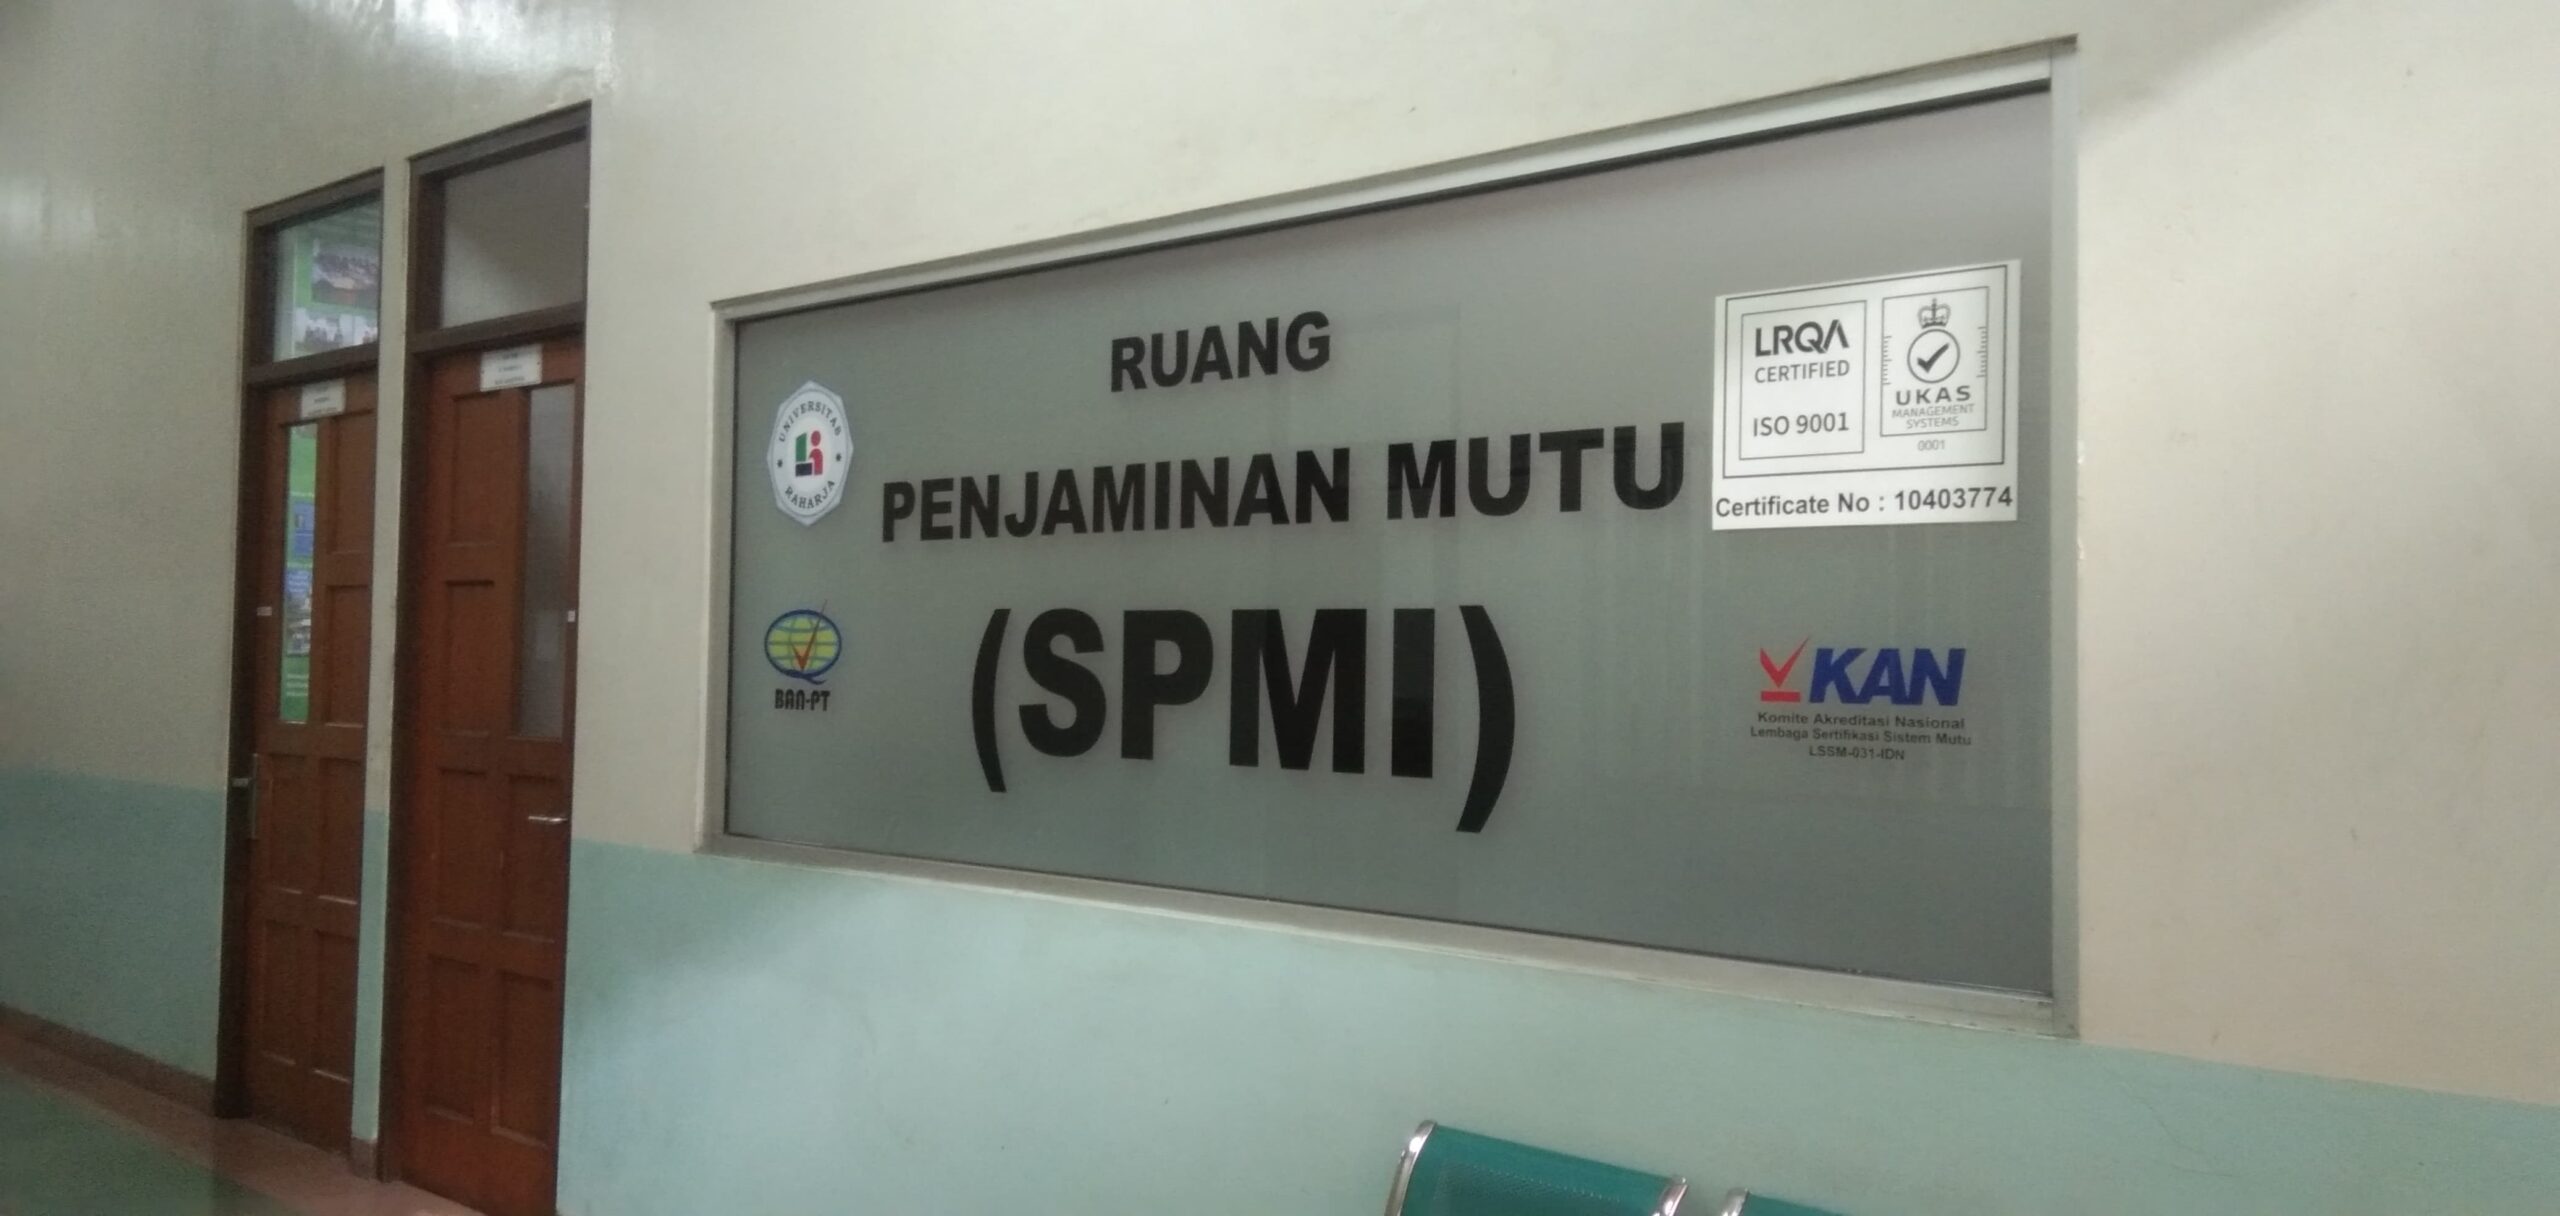 RUANG
PENJAMINAN MUTU
(SPMI)
UNIVERSITAS
RAHARJA
BAN-PT
LRQA
CERTIFIED
ISO 9001
UKAS
MANAGEMENT
SYSTEMS
0001
Certificate No : 10403774
KAN
Komite Akreditasi Nasional
Lembaga Sertifikasi Sistem Mutu
LSSM-031-IDN